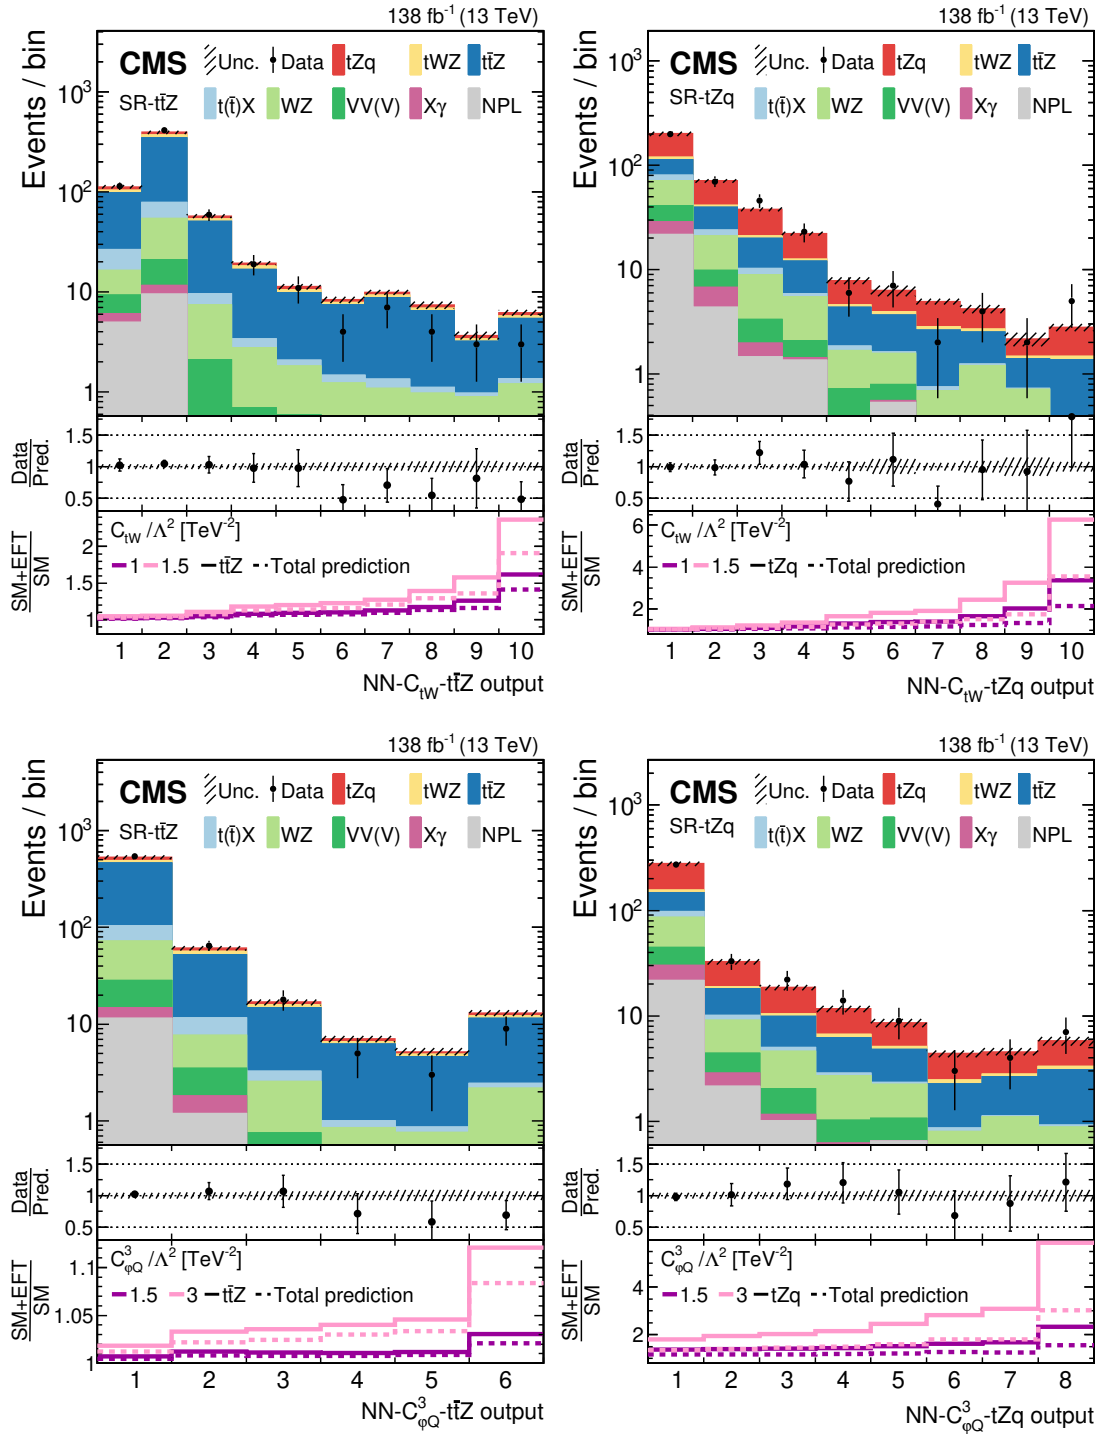 138 fb⁻¹ (13 TeV)
Events / bin
CMS
Unc. Data tZq tWZ tt̄Z
SR-tt̄Z
t(t̄)X WZ VV(V) Xγ NPL
10³
10²
10
1
Data
Pred.
1.5
1
0.5
SM+EFT
SM
C_tW /Λ² [TeV⁻²]
1 1.5 tt̄Z Total prediction
2
1.5
1
1 2 3 4 5 6 7 8 9 10
NN-C_tW-tt̄Z output
138 fb⁻¹ (13 TeV)
Events / bin
CMS
Unc. Data tZq tWZ tt̄Z
SR-tZq
t(t̄)X WZ VV(V) Xγ NPL
10³
10²
10
1
Data
Pred.
1.5
1
0.5
SM+EFT
SM
C_tW /Λ² [TeV⁻²]
1 1.5 tZq Total prediction
6
4
2
1 2 3 4 5 6 7 8 9 10
NN-C_tW-tZq output
138 fb⁻¹ (13 TeV)
Events / bin
CMS
Unc. Data tZq tWZ tt̄Z
SR-tt̄Z
t(t̄)X WZ VV(V) Xγ NPL
10³
10²
10
1
Data
Pred.
1.5
1
0.5
SM+EFT
SM
C³_φQ /Λ² [TeV⁻²]
1.5 3 tt̄Z Total prediction
1.1
1.05
1
1 2 3 4 5 6
NN-C³_φQ-tt̄Z output
138 fb⁻¹ (13 TeV)
Events / bin
CMS
Unc. Data tZq tWZ tt̄Z
SR-tZq
t(t̄)X WZ VV(V) Xγ NPL
10³
10²
10
1
Data
Pred.
1.5
1
0.5
SM+EFT
SM
C³_φQ /Λ² [TeV⁻²]
1.5 3 tZq Total prediction
4
2
1 2 3 4 5 6 7 8
NN-C³_φQ-tZq output